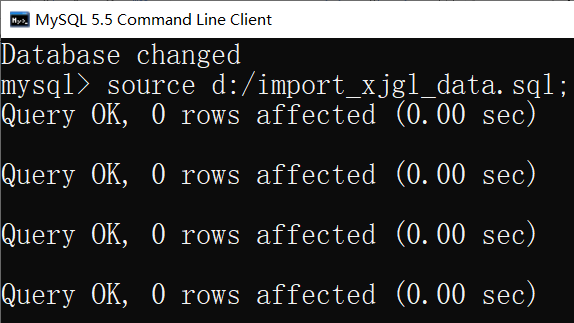 MySQL 5.5 Command Line Client
Database changed
mysql> source d:/import_xjgl_data.sql;
Query OK, 0 rows affected (0.00 sec)
Query OK, 0 rows affected (0.00 sec)
Query OK, 0 rows affected (0.00 sec)
Query OK, 0 rows affected (0.00 sec)